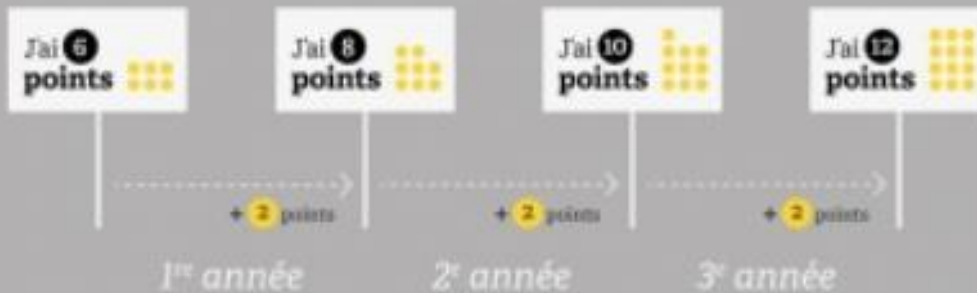 J'ai 6
points
J'ai 8
points
J'ai 10
points
J'ai 12
points
+ 2 points
+ 2 points
+ 2 points
1re année
2e année
3e année